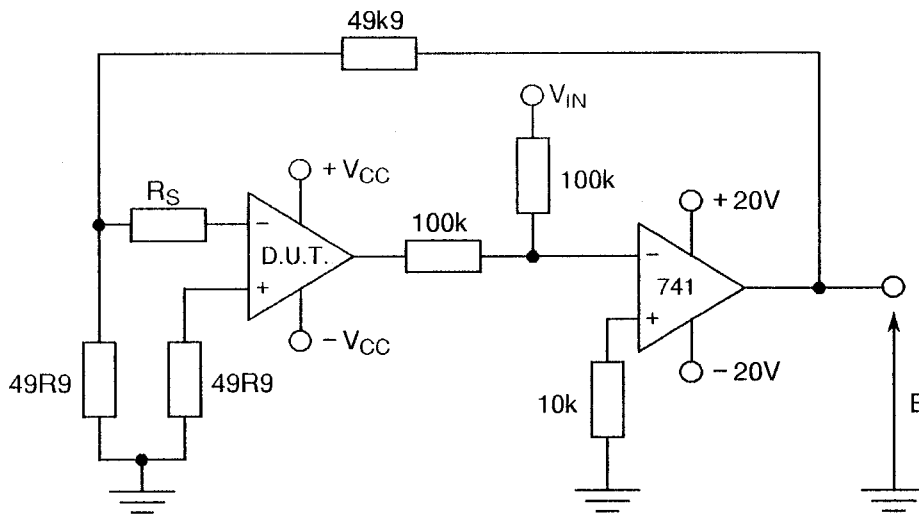 49k9
V_IN
+ V_CC
100k
+ 20V
R_S
100k
−
D.U.T.
+
−
741
+
− V_CC
− 20V
49R9
49R9
10k
E